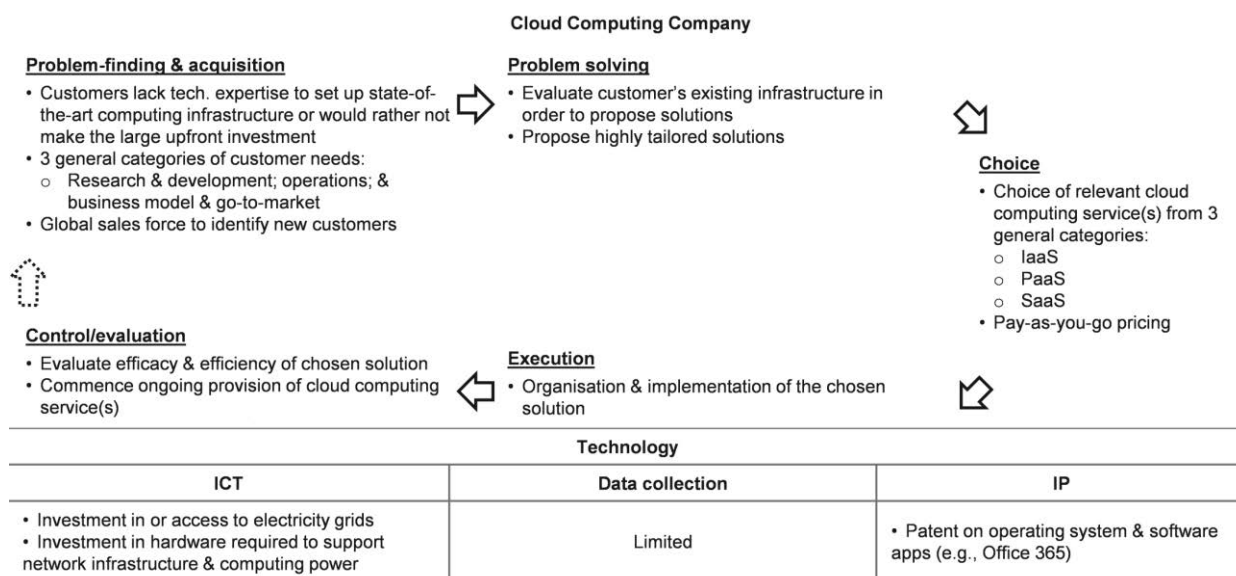 Cloud Computing Company
Problem-finding & acquisition
• Customers lack tech. expertise to set up state-of-
the-art computing infrastructure or would rather not
make the large upfront investment
• 3 general categories of customer needs:
o Research & development; operations; &
business model & go-to-market
• Global sales force to identify new customers
Problem solving
• Evaluate customer's existing infrastructure in
order to propose solutions
• Propose highly tailored solutions
Choice
• Choice of relevant cloud
computing service(s) from 3
general categories:
o IaaS
o PaaS
o SaaS
• Pay-as-you-go pricing
Execution
• Organisation & implementation of the chosen
solution
Control/evaluation
• Evaluate efficacy & efficiency of chosen solution
• Commence ongoing provision of cloud computing
service(s)
Technology
ICT
Data collection
IP
• Investment in or access to electricity grids
• Investment in hardware required to support
network infrastructure & computing power
Limited
• Patent on operating system & software
apps (e.g., Office 365)